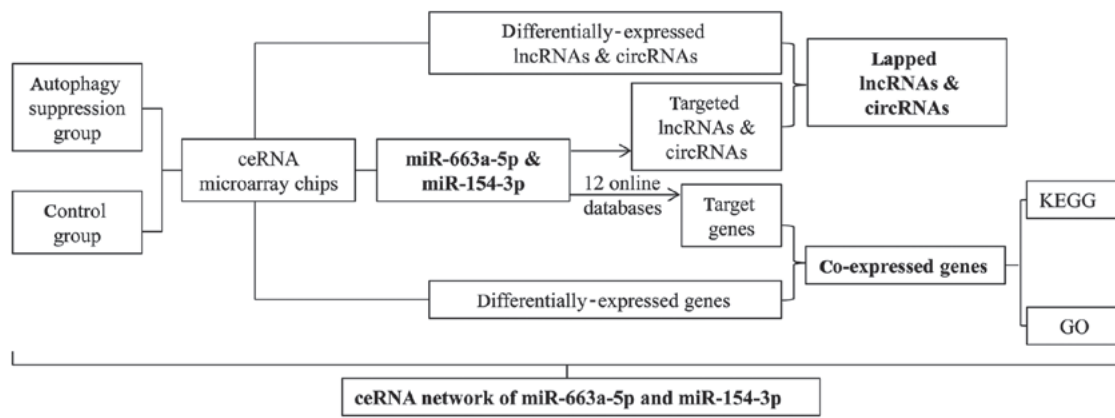 Autophagy
suppression
group
Control
group
ceRNA
microarray chips
Differentially-expressed
lncRNAs & circRNAs
miR-663a-5p &
miR-154-3p
Targeted
lncRNAs &
circRNAs
12 online
databases
Target
genes
Differentially-expressed genes
Lapped
lncRNAs &
circRNAs
Co-expressed genes
KEGG
GO
ceRNA network of miR-663a-5p and miR-154-3p